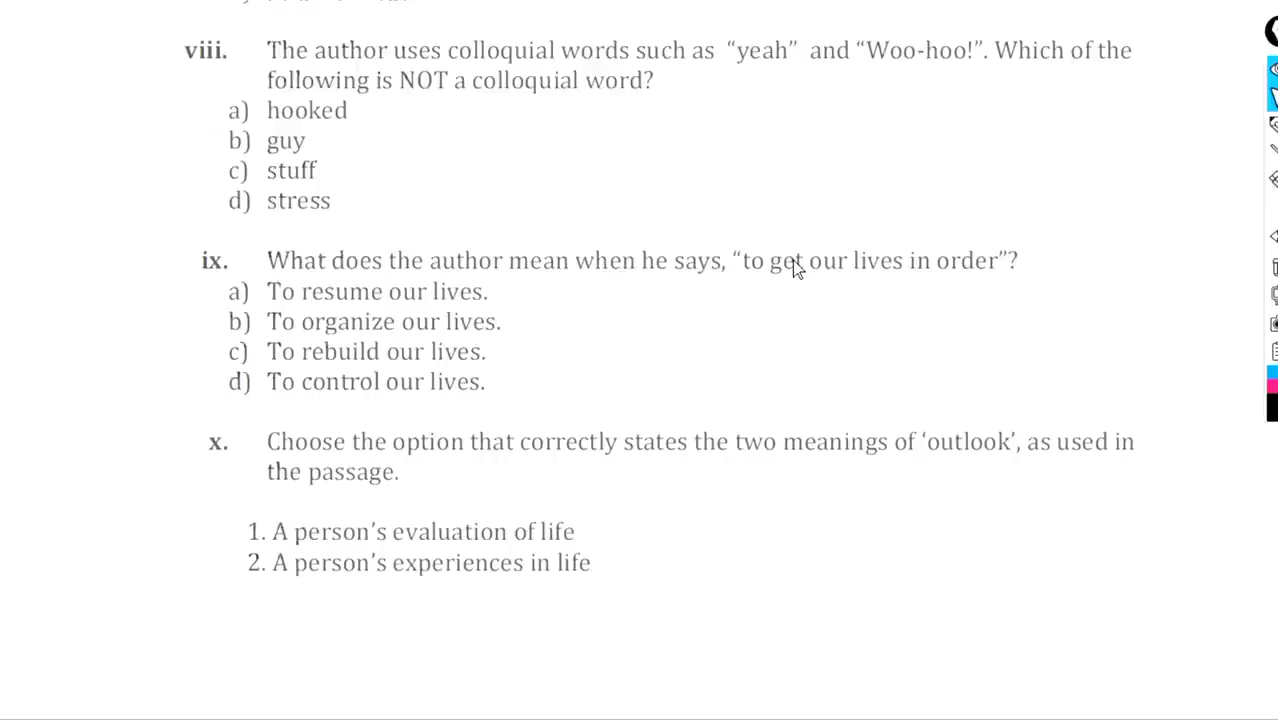 viii. The author uses colloquial words such as “yeah” and “Woo-hoo!”. Which of the
following is NOT a colloquial word?
a) hooked
b) guy
c) stuff
d) stress
ix. What does the author mean when he says, “to get our lives in order”?
a) To resume our lives.
b) To organize our lives.
c) To rebuild our lives.
d) To control our lives.
x. Choose the option that correctly states the two meanings of ‘outlook’, as used in
the passage.
1. A person’s evaluation of life
2. A person’s experiences in life